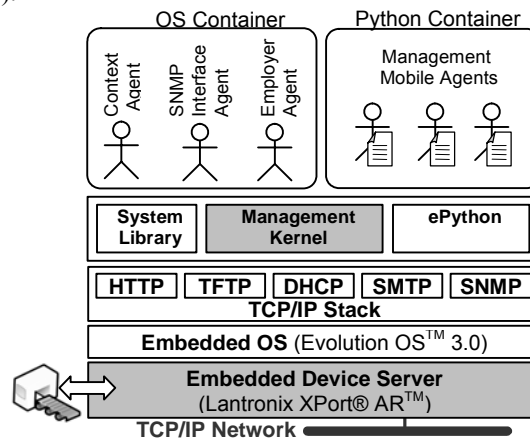 ).
OS Container
Python Container
Context
Agent
SNMP
Interface
Agent
Employer
Agent
Management
Mobile Agents
System
Library
Management
Kernel
ePython
HTTP
TFTP
DHCP
SMTP
SNMP
TCP/IP Stack
Embedded OS (Evolution OS™ 3.0)
Embedded Device Server
(Lantronix XPort® AR™)
TCP/IP Network